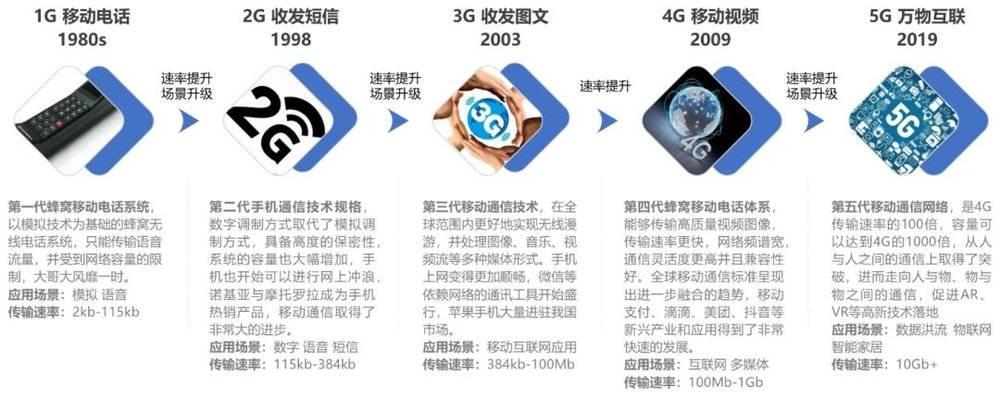 1G 移动电话
1980s
速率提升
场景升级
第一代蜂窝移动电话系统，
以模拟技术为基础的蜂窝无
线电话系统，只能传输语音
流量，并受到网络容量的限
制，大哥大风靡一时。
应用场景：模拟 语音
传输速率：2kb-115kb
2G 收发短信
1998
2G
速率提升
场景升级
第二代手机通信技术规格，
数字调制方式取代了模拟调
制方式，具备高度的保密性，
系统的容量也大幅增加，手
机也开始可以进行网上冲浪，
诺基亚与摩托罗拉成为手机
热销产品，移动通信取得了
非常大的进步。
应用场景：数字 语音 短信
传输速率：115kb-384kb
3G 收发图文
2003
3G
速率提升
第三代移动通信技术，在全
球范围内更好地实现无线漫
游，并处理图像、音乐、视
频流等多种媒体形式。手机
上网变得更加顺畅，微信等
依赖网络的通讯工具开始盛
行，苹果手机大量进驻我国
市场。
应用场景：移动互联网应用
传输速率：384kb-100Mb
4G 移动视频
2009
4G
速率提升
场景升级
第四代蜂窝移动电话体系，
能够传输高质量视频图像，
传输速率更快，网络频谱宽，
通信灵活度更高并且兼容性
好。全球移动通信标准呈现
出进一步融合的趋势，移动
支付、滴滴、美团、抖音等
新兴产业和应用得到了非常
快速的发展。
应用场景：互联网 多媒体
传输速率：100Mb-1Gb
5G 万物互联
2019
5G
第五代移动通信网络，是4G
传输速率的100倍，容量可
以达到4G的1000倍，从人
与人之间的通信上取得了突
破，进而走向人与物、物与
物之间的通信，促进AR、
VR等高新技术落地
应用场景：数据洪流 物联网
智能家居
传输速率：10Gb+